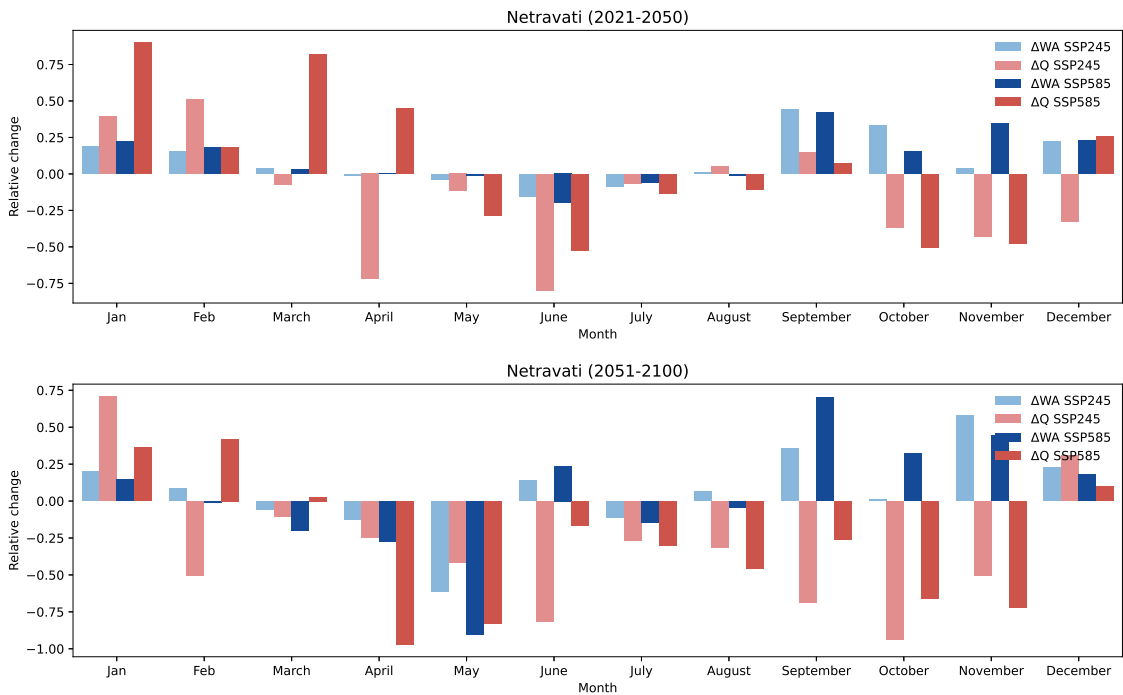 Netravati (2021-2050)
ΔWA SSP245
ΔQ SSP245
ΔWA SSP585
ΔQ SSP585
0.75
0.50
0.25
0.00
−0.25
−0.50
−0.75
Relative change
Jan Feb March April May June July August September October November December
Month
Netravati (2051-2100)
ΔWA SSP245
ΔQ SSP245
ΔWA SSP585
ΔQ SSP585
0.75
0.50
0.25
0.00
−0.25
−0.50
−0.75
−1.00
Relative change
Jan Feb March April May June July August September October November December
Month